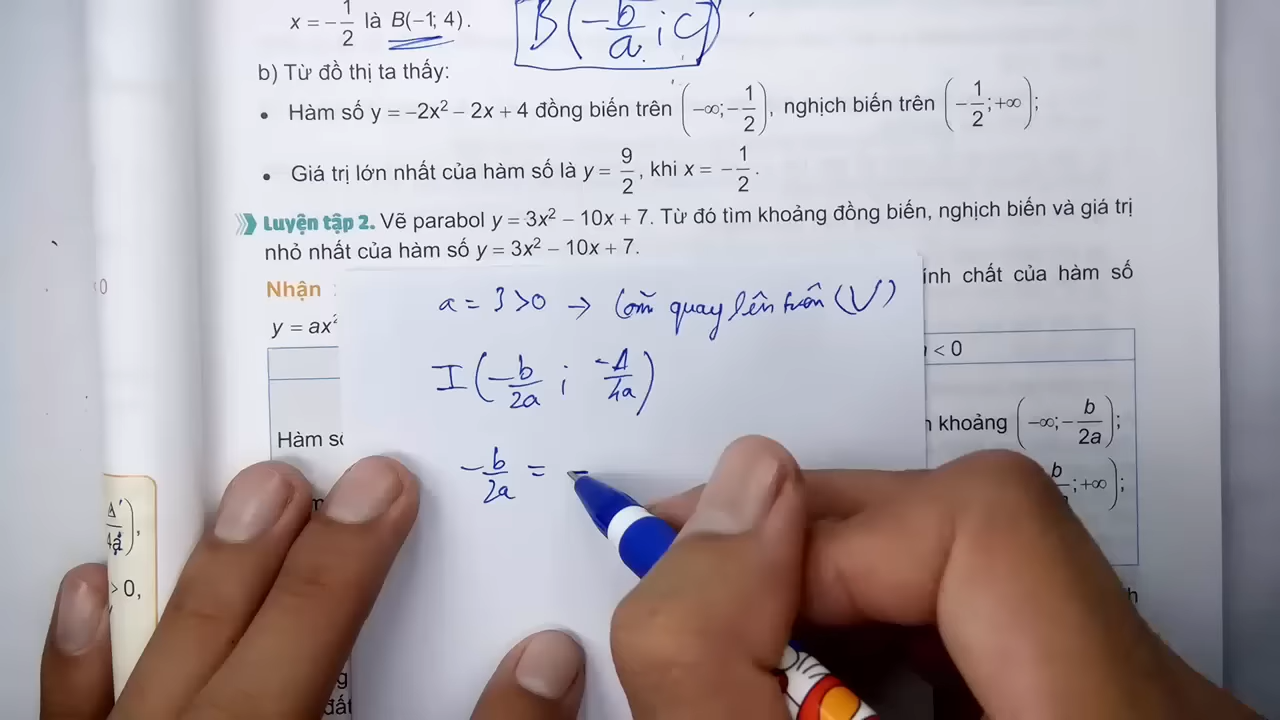 x = -1/2 là B(-1; 4).
B(-b/a ; c)
b) Từ đồ thị ta thấy:
• Hàm số y = –2x² – 2x + 4 đồng biến trên (-∞; -1/2), nghịch biến trên (-1/2; +∞);
• Giá trị lớn nhất của hàm số là y = 9/2, khi x = -1/2.
Luyện tập 2. Vẽ parabol y = 3x² – 10x + 7. Từ đó tìm khoảng đồng biến, nghịch biến và giá trị
nhỏ nhất của hàm số y = 3x² – 10x + 7.
Nhận ính chất của hàm số
y = ax²
< 0
a = 3 > 0 → Lõm quay lên trên (V)
I(-b/2a ; -Δ/4a)
Hàm số khoảng (-∞; -b/2a);
b ; +∞);
-b/2a = -
Δ'/4a),
> 0,